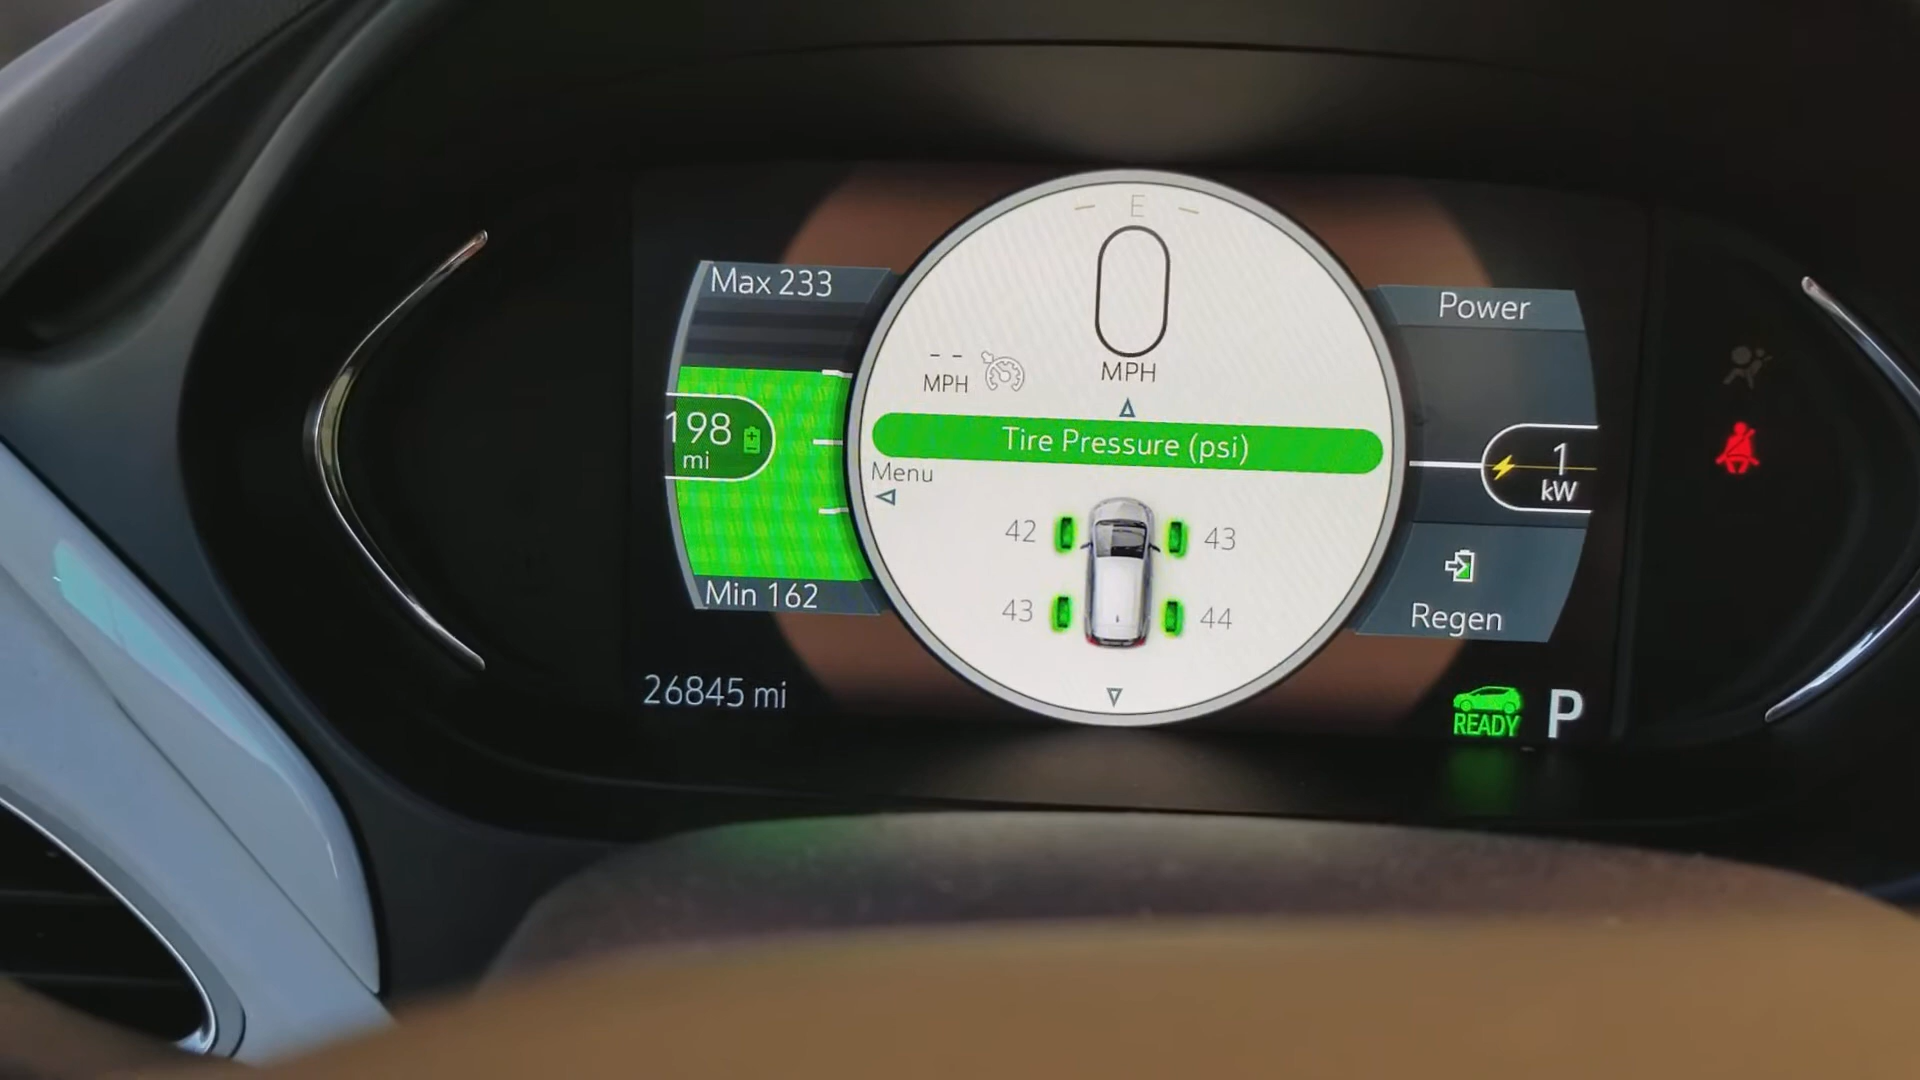 E
Max 233
Power
0
MPH
-- MPH
198
mi
Tire Pressure (psi)
Menu
1
kW
42
43
43
44
Min 162
Regen
26845 mi
READY
P